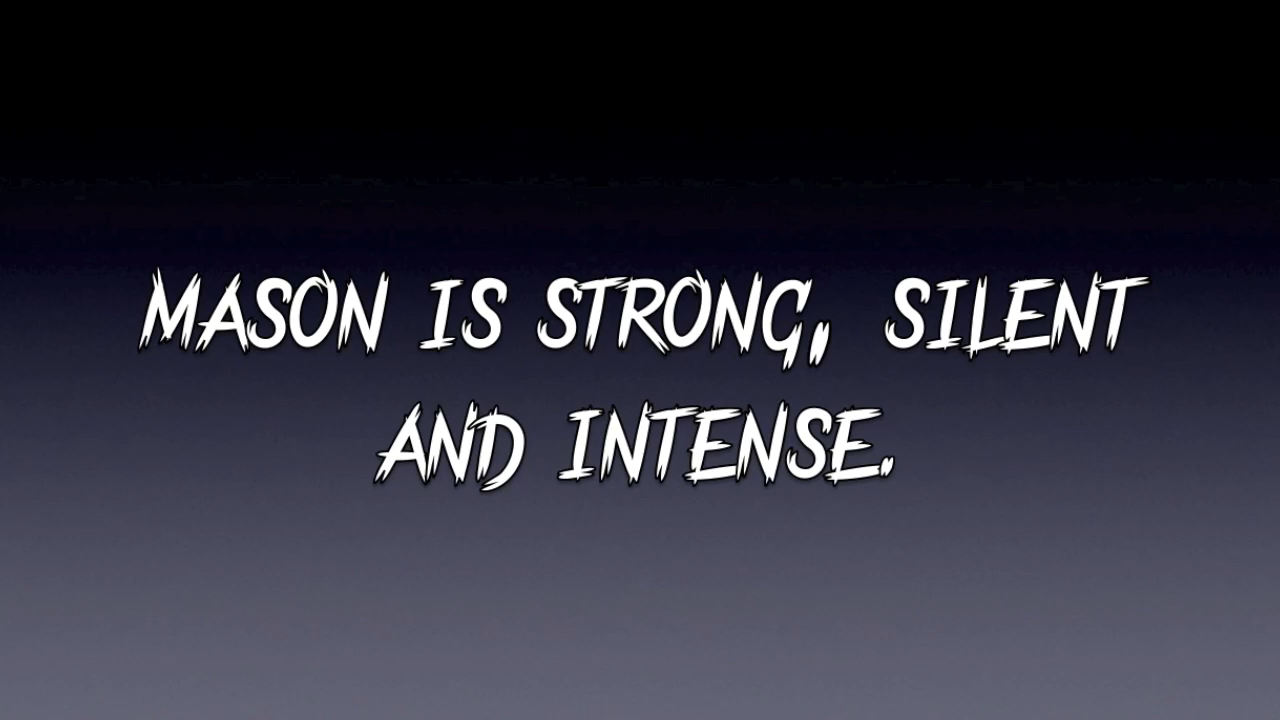 MASON IS STRONG, SILENT
AND INTENSE.